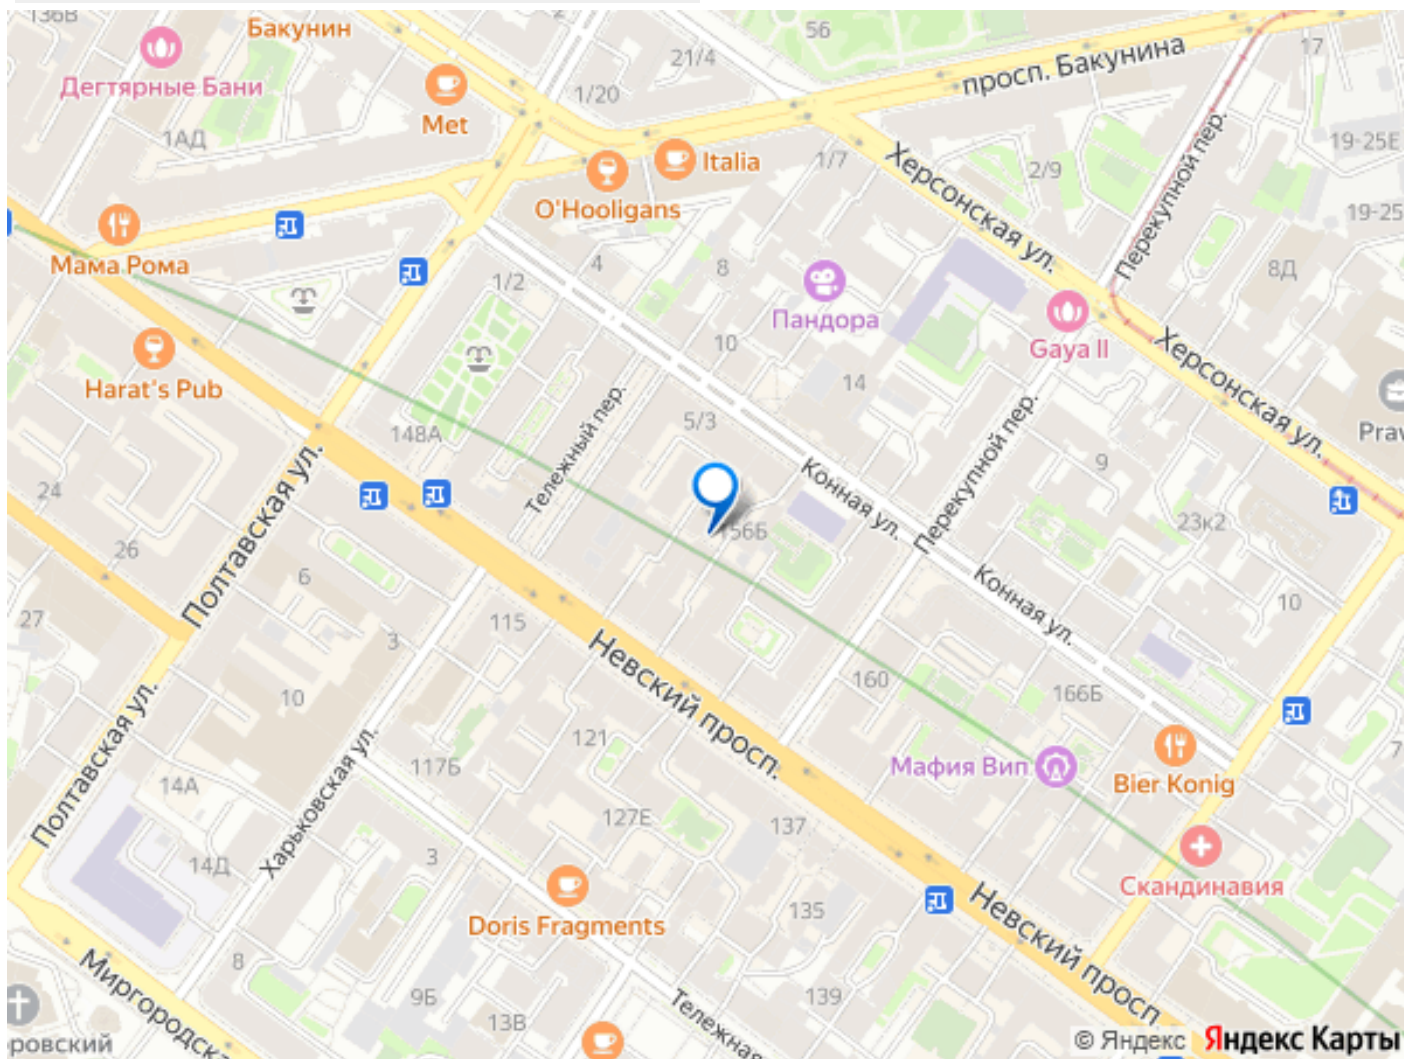 136В
Бакунин
56
17
Дегтярные Бани
21/4
просп. Бакунина
1/20
Met
1АД
19-25Е
Italia
1/7
Херсонская ул.
2/9
Перекупной пер.
O'Hooligans
19-25
Мама Рома
4
8
8Д
1/2
Пандора
Gaya II
10
Херсонская ул.
Harat's Pub
14
Тележный пер.
5/3
148А
Prav
9
Конная ул.
Перекупной пер.
24
Полтавская ул.
156Б
23к2
26
6
Конная ул.
10
27
3
115
Невский просп.
160
166Б
10
Полтавская ул.
121
7
117Б
Мафия Вип
Bier Konig
14А
Харьковская ул.
127Е
137
3
14Д
Скандинавия
Doris Fragments
135
Невский просп.
8
Миргородска
9Б
139
13В
Тележная
ровский
© Яндекс Яндекс Карты